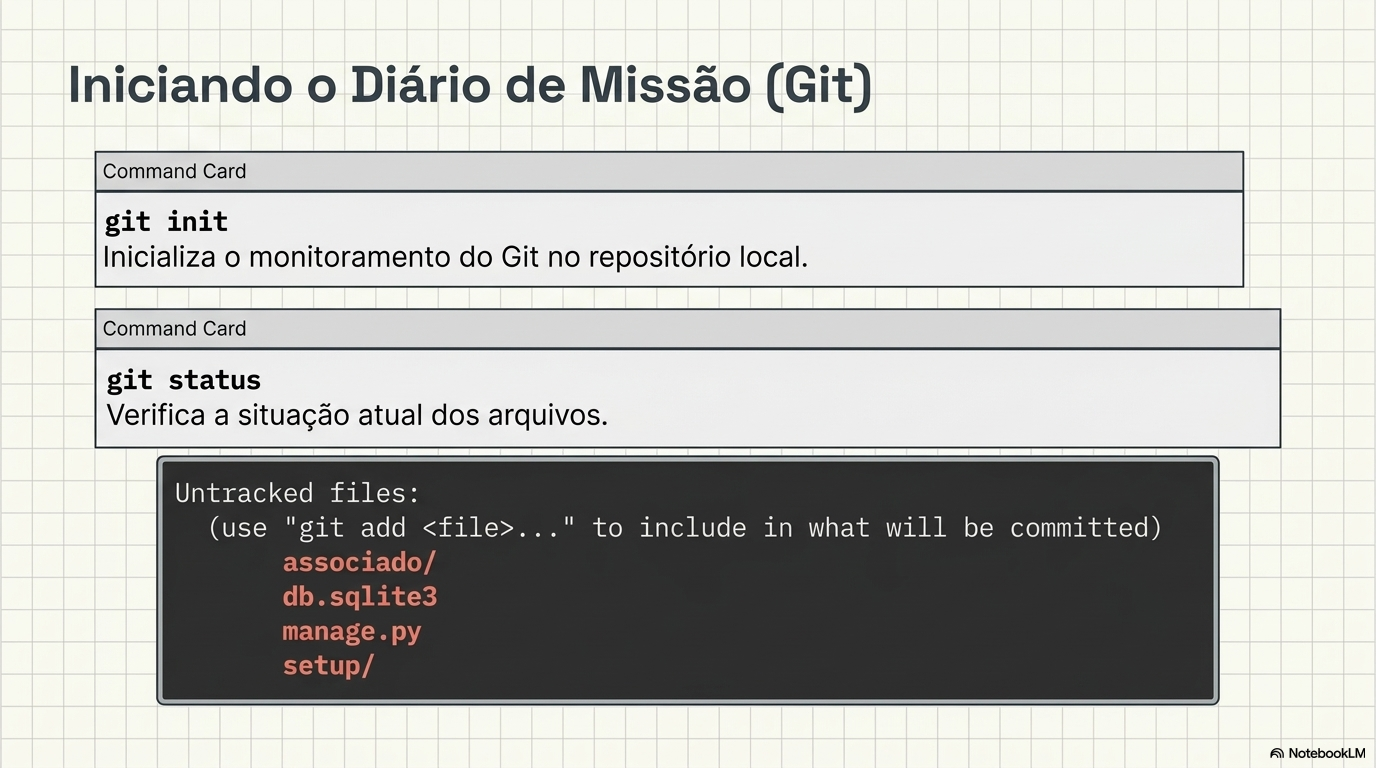 Iniciando o Diário de Missão (Git)
Command Card
git init
Inicializa o monitoramento do Git no repositório local.
Command Card
git status
Verifica a situação atual dos arquivos.
Untracked files:
(use "git add <file>..." to include in what will be committed)
associado/
db.sqlite3
manage.py
setup/
NotebookLM